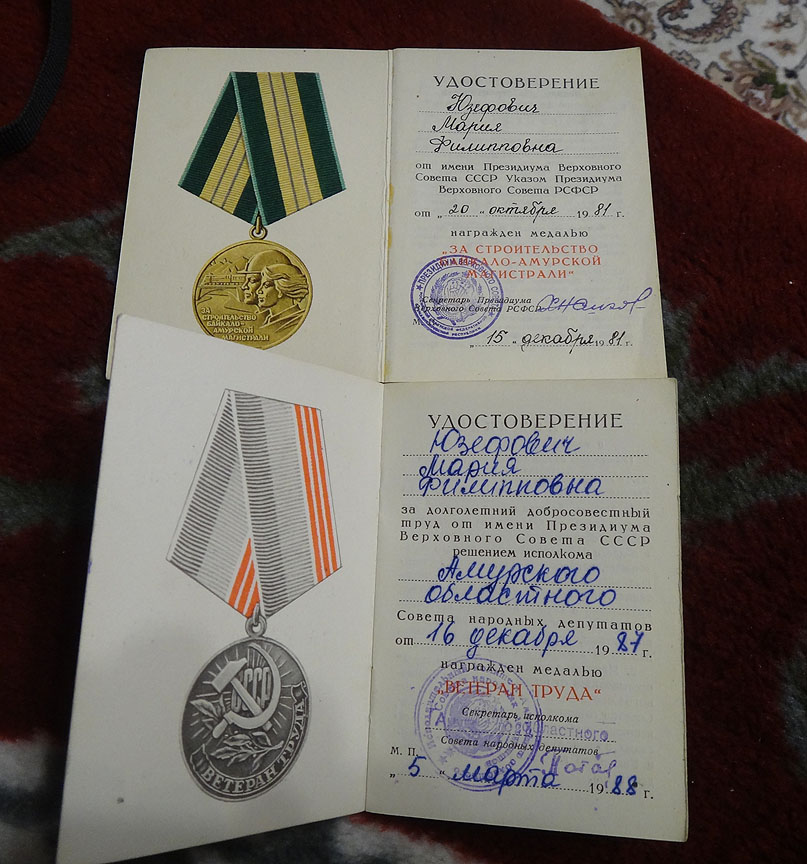 УДОСТОВЕРЕНИЕ
Юзефович
Мария
Филипповна
от имени Президиума Верховного
Совета СССР Указом Президиума
Верховного Совета РСФСР
от „20„ октября 1981 г.
награжден медалью
„ЗА СТРОИТЕЛЬСТВО
БАЙКАЛО-АМУРСКОЙ
МАГИСТРАЛИ“
Секретарь Президиума
Верховного Совета РСФСР
„15„ декабря 1981 г.
ЗА
СТРОИТЕЛЬСТВО
БАЙКАЛО-
АМУРСКОЙ
МАГИСТРАЛИ
УДОСТОВЕРЕНИЕ
Юзефович
Мария
Филипповна
за долголетний добросовестный
труд от имени Президиума
Верховного Совета СССР
решением исполкома
Амурского
областного
Совета народных депутатов
от 16 декабря 1987 г.
награжден медалью
„ВЕТЕРАН ТРУДА“
Секретарь исполкома
Совета народных депутатов
М. П.
„5„ марта 1988 г.
СССР
ВЕТЕРАН ТРУДА